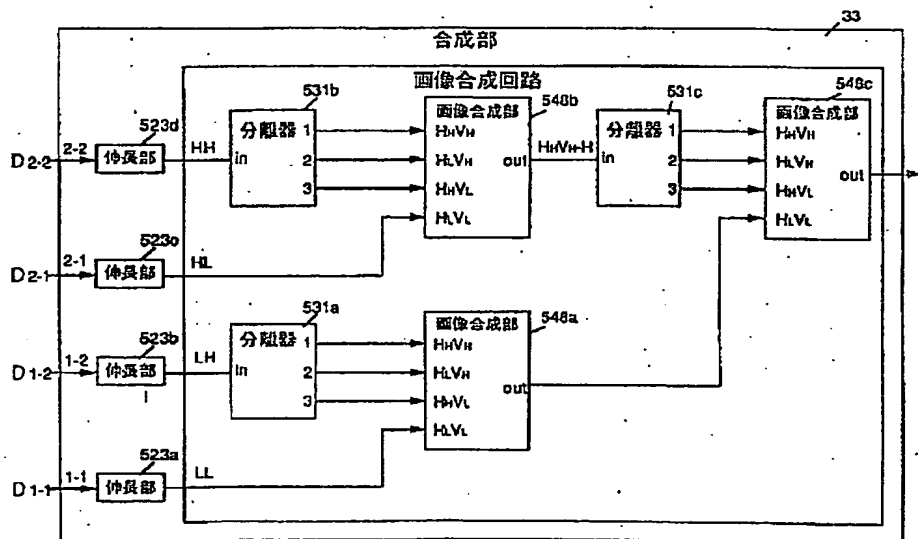 33
合成部
画像合成回路
531b
分離器
in
1
2
3
548b
画像合成部
HHVH
HLVH
HHVL
HLVL
out
HHVH-H
531c
分離器
in
1
2
3
548c
画像合成部
HHVH
HLVH
HHVL
HLVL
out
D2-2
2-2
523d
伸長部
HH
D2-1
2-1
523c
伸長部
HL
D1-2
1-2
523b
伸長部
LH
531a
分離器
in
1
2
3
548a
画像合成部
HHVH
HLVH
HHVL
HLVL
out
D1-1
1-1
523a
伸長部
LL